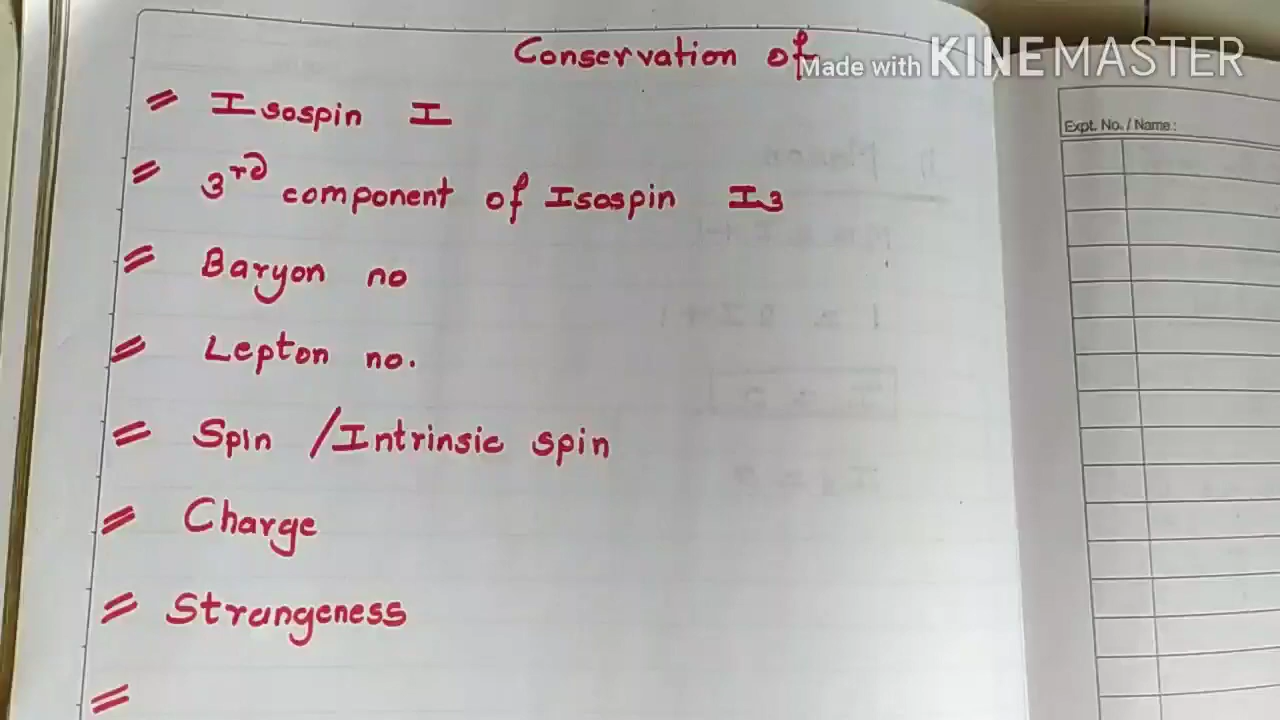 Conservation of
Made with KINEMASTER
= Isospin I
= 3rd component of Isospin I3
= Baryon no
= Lepton no.
= Spin /Intrinsic spin
= Charge
= Strangeness
=
Expt. No. / Name :